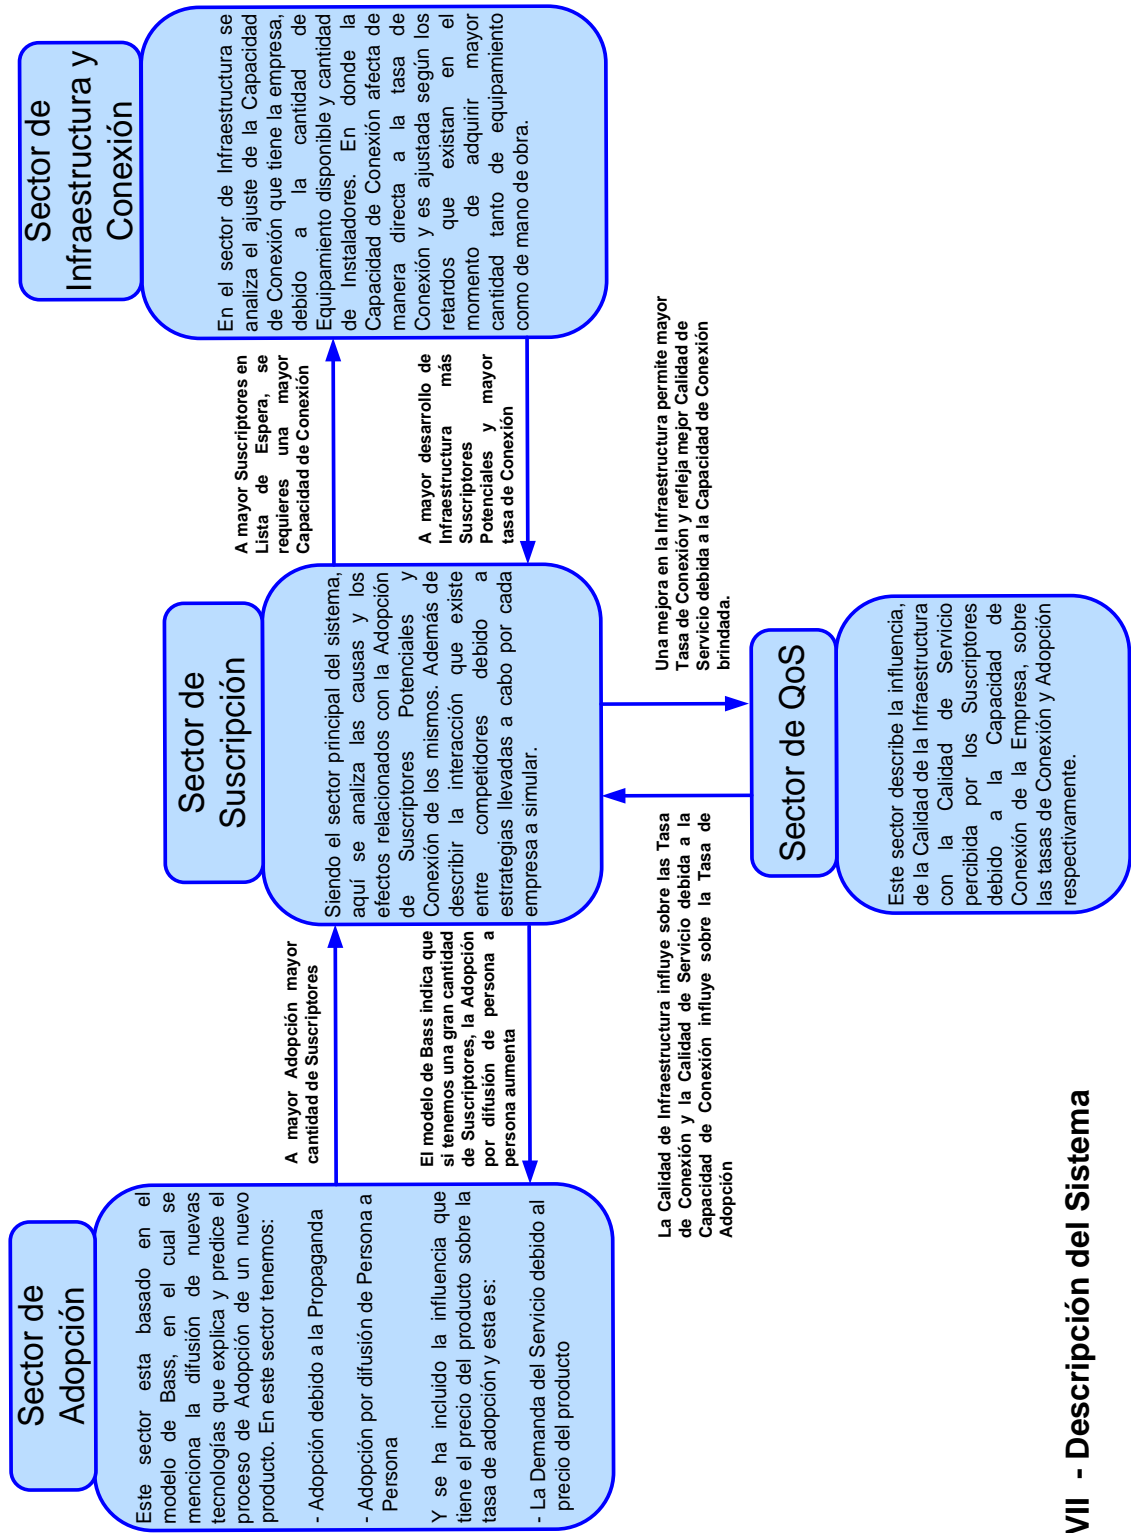 Sector de
Adopción
Este sector esta basado en el
modelo de Bass, en el cual se
menciona la difusión de nuevas
tecnologías que explica y predice el
proceso de Adopción de un nuevo
producto. En este sector tenemos:
- Adopción debido a la Propaganda
- Adopción por difusión de Persona a
Persona
Y se ha incluido la influencia que
tiene el precio del producto sobre la
tasa de adopción y esta es:
- La Demanda del Servicio debido al
precio del producto
A mayor Adopción mayor
cantidad de Suscriptores
El modelo de Bass indica que
si tenemos una gran cantidad
de Suscriptores, la Adopción
por difusión de persona a
persona aumenta
Sector de
Suscripción
Siendo el sector principal del sistema,
aquí se analiza las causas y los
efectos relacionados con la Adopción
de Suscriptores Potenciales y
Conexión de los mismos. Además de
describir la interacción que existe
entre competidores debido a
estrategias llevadas a cabo por cada
empresa a simular.
A mayor Suscriptores en
Lista de Espera, se
requieres una mayor
Capacidad de Conexión
A mayor desarrollo de
Infraestructura más
Suscriptores
Potenciales y mayor
tasa de Conexión
Sector de
Infraestructura y
Conexión
En el sector de Infraestructura se
analiza el ajuste de la Capacidad
de Conexión que tiene la empresa,
debido a la cantidad de
Equipamiento disponible y cantidad
de Instaladores. En donde la
Capacidad de Conexión afecta de
manera directa a la tasa de
Conexión y es ajustada según los
retardos que existan en el
momento de adquirir mayor
cantidad tanto de equipamiento
como de mano de obra.
La Calidad de Infraestructura influye sobre las Tasa
de Conexión y la Calidad de Servicio debida a la
Capacidad de Conexión influye sobre la Tasa de
Adopción
Una mejora en la Infraestructura permite mayor
Tasa de Conexión y refleja mejor Calidad de
Servicio debida a la Capacidad de Conexión
brindada.
Sector de QoS
Este sector describe la influencia,
de la Calidad de la Infraestructura
con la Calidad de Servicio
percibida por los Suscriptores
debido a la Capacidad de
Conexión de la Empresa, sobre
las tasas de Conexión y Adopción
respectivamente.
VII - Descripción del Sistema